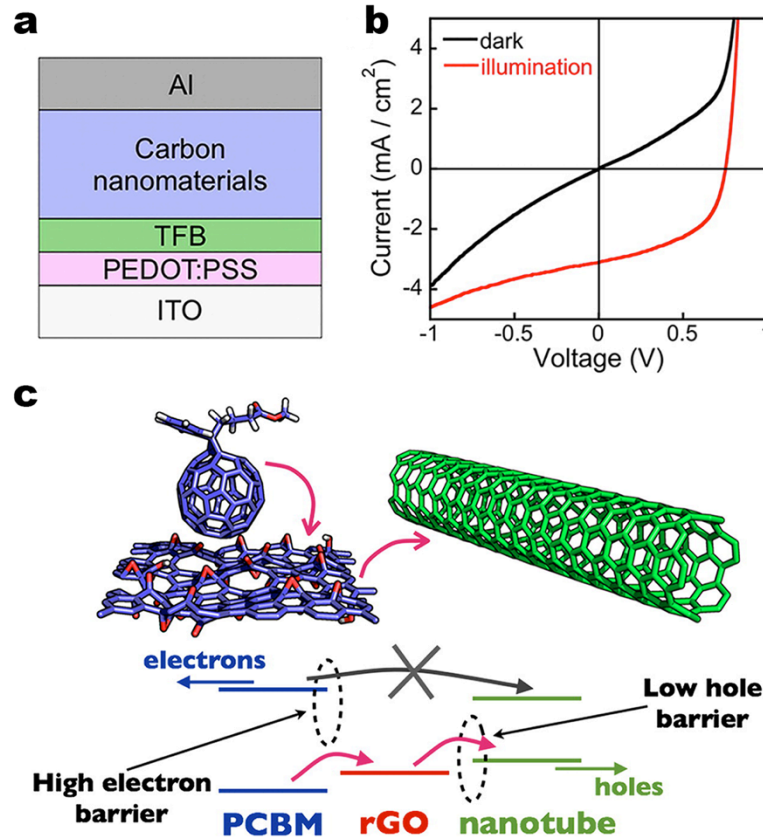 a
Al
Carbon
nanomaterials
TFB
PEDOT:PSS
ITO
b
dark
illumination
Current (mA / cm²)
4
2
0
-2
-4
-1
-0.5
0
0.5
1
Voltage (V)
c
electrons
Low hole
barrier
High electron
barrier
holes
PCBM
rGO
nanotube